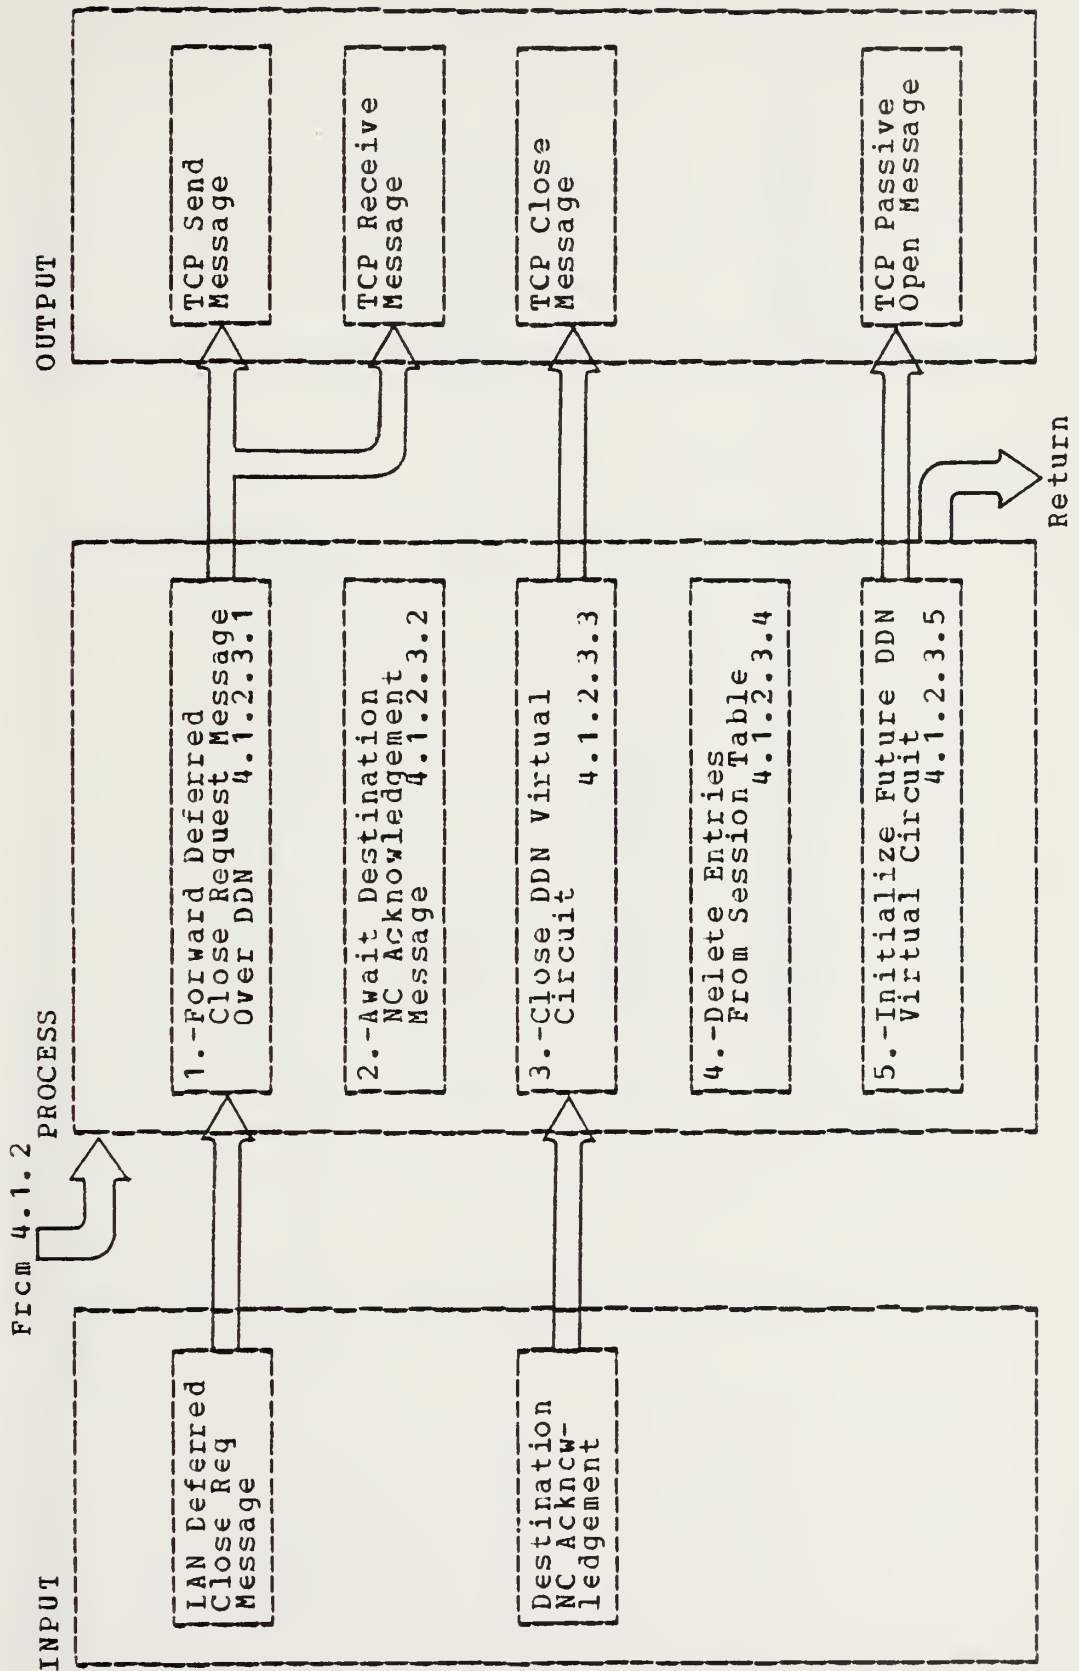 From 4.1.2
INPUT
PROCESS
OUTPUT
LAN Deferred
Close Req
Message
Destination
NC Acknow-
ledgement
1.-Forward Deferred
Close Request Message
Over DDN 4.1.2.3.1
2.-Await Destination
NC Acknowledgement
Message 4.1.2.3.2
3.-Close DDN Virtual
Circuit 4.1.2.3.3
4.-Delete Entries
From Session Table
4.1.2.3.4
5.-Initialize Future DDN
Virtual Circuit
4.1.2.3.5
TCP Send
Message
TCP Receive
Message
TCP Close
Message
TCP Passive
Open Message
Return